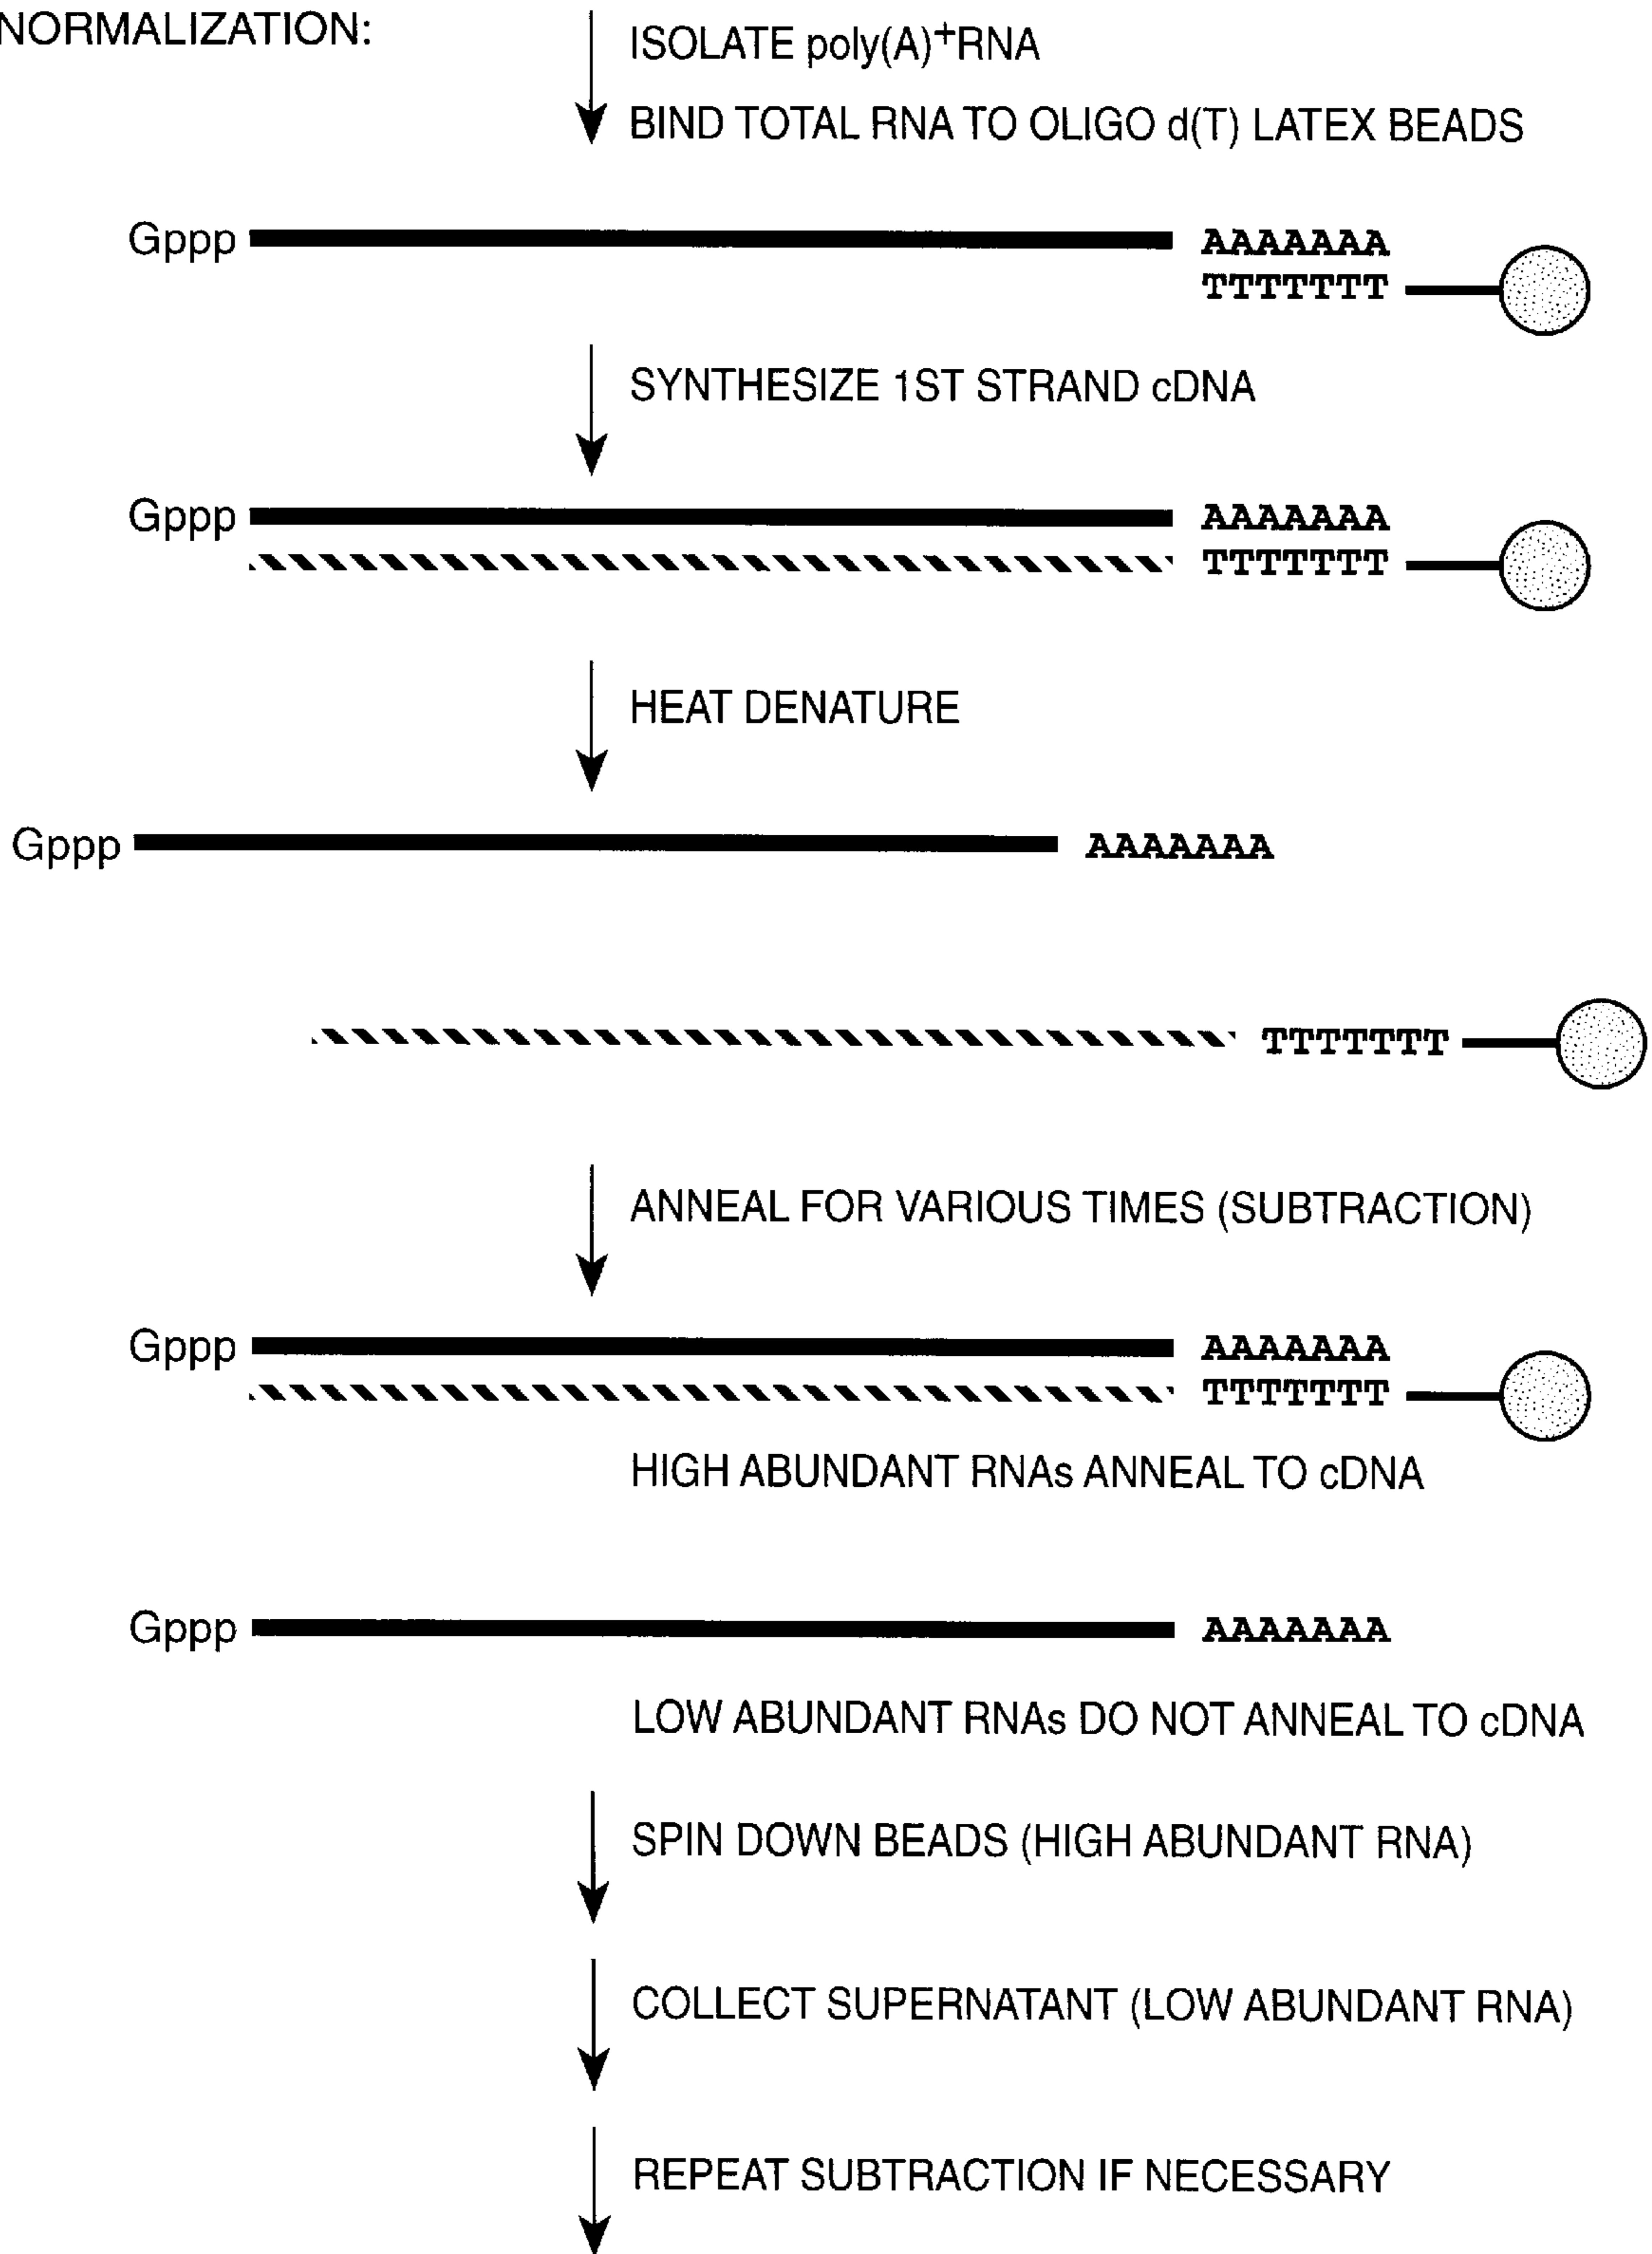 NORMALIZATION:
ISOLATE poly(A)+RNA
BIND TOTAL RNA TO OLIGO d(T) LATEX BEADS
Gppp AAAAAAA
TTTTTTT
SYNTHESIZE 1ST STRAND cDNA
Gppp AAAAAAA
TTTTTTT
HEAT DENATURE
Gppp AAAAAAA
TTTTTTT
ANNEAL FOR VARIOUS TIMES (SUBTRACTION)
Gppp AAAAAAA
TTTTTTT
HIGH ABUNDANT RNAs ANNEAL TO cDNA
Gppp AAAAAAA
LOW ABUNDANT RNAs DO NOT ANNEAL TO cDNA
SPIN DOWN BEADS (HIGH ABUNDANT RNA)
COLLECT SUPERNATANT (LOW ABUNDANT RNA)
REPEAT SUBTRACTION IF NECESSARY